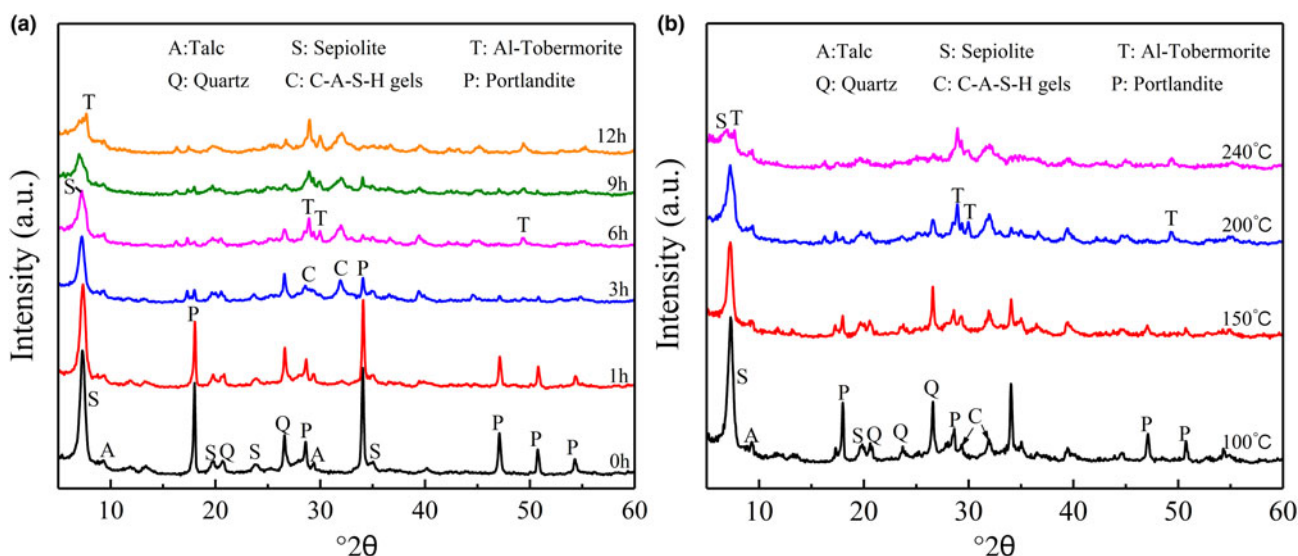 (a)
A:Talc S: Sepiolite T: Al-Tobermorite
Q: Quartz C: C-A-S-H gels P: Portlandite
T
12h
9h
S
T T T
6h
C C P
3h
P
1h
S A S Q S Q P A S P P P
0h
Intensity (a.u.)
10 20 30 40 50 60
°2θ
(b)
A:Talc S: Sepiolite T: Al-Tobermorite
Q: Quartz C: C-A-S-H gels P: Portlandite
S T
240℃
T T T
200℃
150℃
S A P S Q Q Q P C P P
100℃
Intensity (a.u.)
10 20 30 40 50 60
°2θ